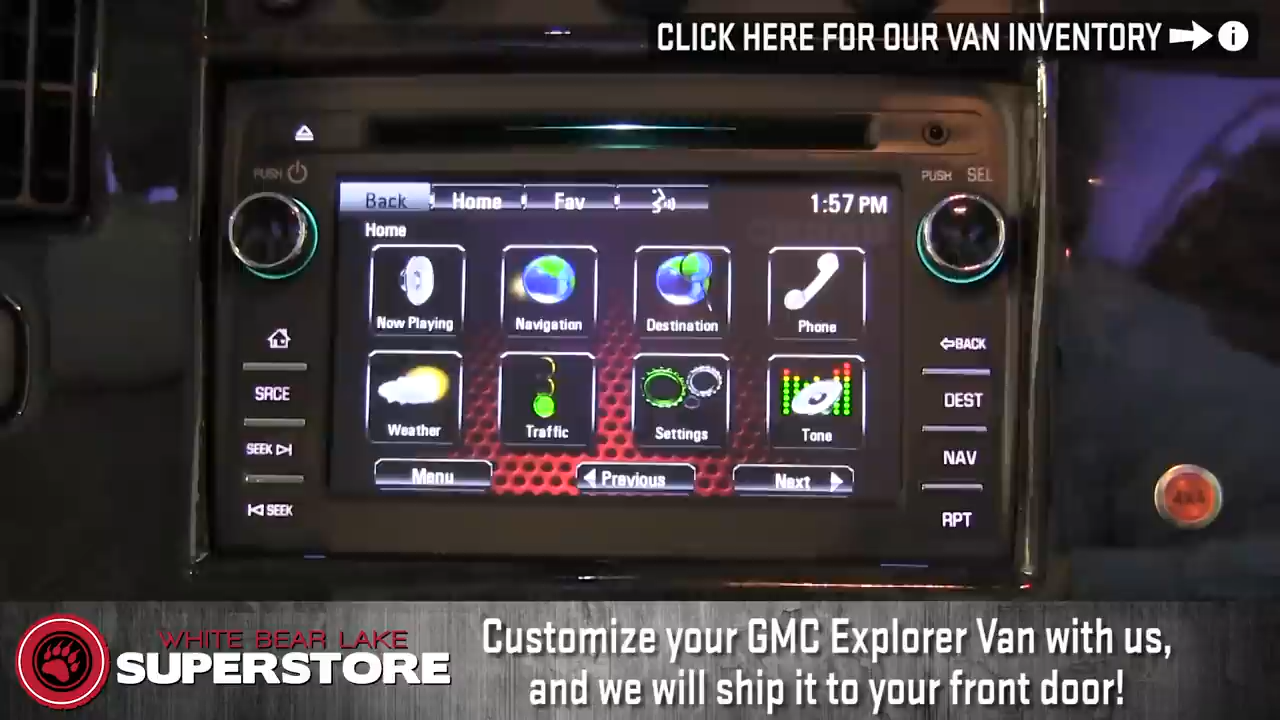 CLICK HERE FOR OUR VAN INVENTORY
PUSH
PUSH SEL
Back Home Fav 1:57 PM
Home
Now Playing Navigation Destination Phone
Weather Traffic Settings Tone
Menu Previous Next
SRCE
SEEK
SEEK
BACK
DEST
NAV
RPT
4x4
WHITE BEAR LAKE
SUPERSTORE
Customize your GMC Explorer Van with us,
and we will ship it to your front door!